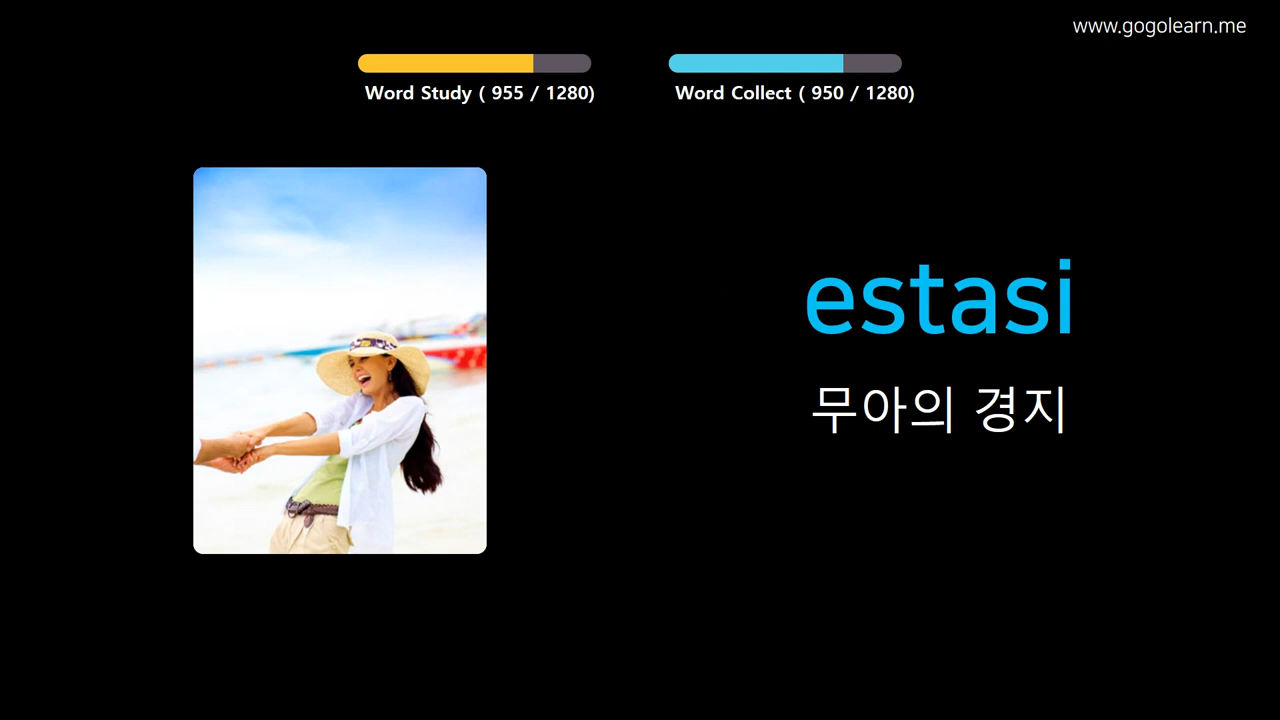 www.gogolearn.me
Word Study ( 955 / 1280)
Word Collect ( 950 / 1280)
estasi
무아의 경지